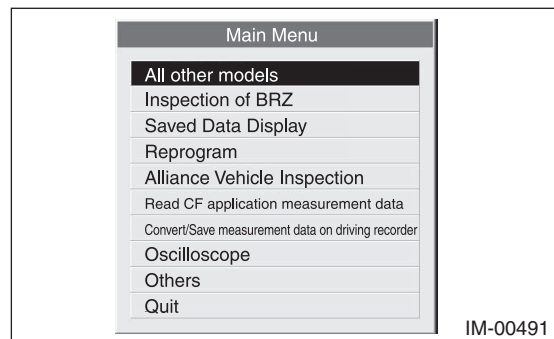 Main Menu
All other models
Inspection of BRZ
Saved Data Display
Reprogram
Alliance Vehicle Inspection
Read CF application measurement data
Convert/Save measurement data on driving recorder
Oscilloscope
Others
Quit
IM-00491